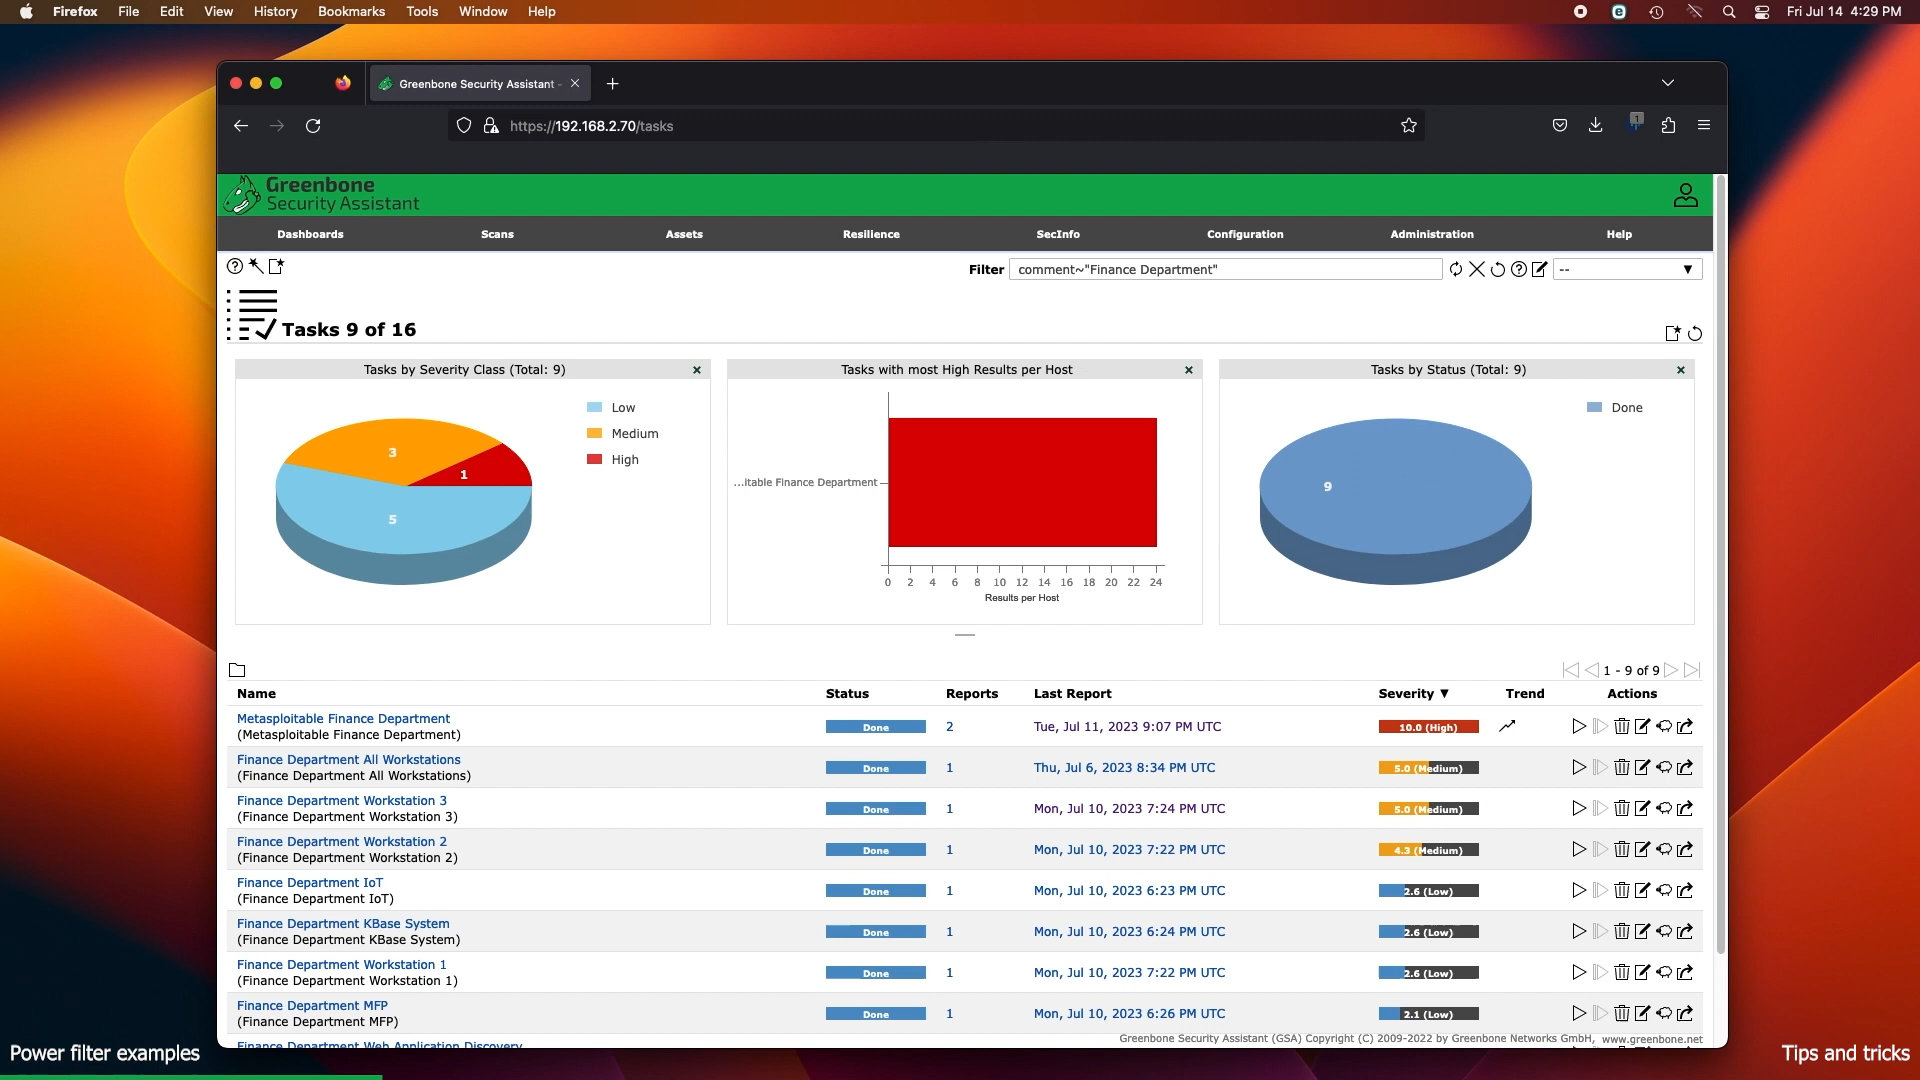 Firefox File Edit View History Bookmarks Tools Window Help
Fri Jul 14 4:29 PM
Greenbone Security Assistant -
https://192.168.2.70/tasks
1
Greenbone
Security Assistant
Dashboards Scans Assets Resilience SecInfo Configuration Administration Help
Filter comment~"Finance Department" --
Tasks 9 of 16
Tasks by Severity Class (Total: 9)
Low
Medium
High
3
1
5
Tasks with most High Results per Host
...itable Finance Department
0 2 4 6 8 10 12 14 16 18 20 22 24
Results per Host
Tasks by Status (Total: 9)
Done
9
1 - 9 of 9
Name Status Reports Last Report Severity ▼ Trend Actions
Metasploitable Finance Department
(Metasploitable Finance Department)
Done 2 Tue, Jul 11, 2023 9:07 PM UTC 10.0 (High)
Finance Department All Workstations
(Finance Department All Workstations)
Done 1 Thu, Jul 6, 2023 8:34 PM UTC 5.0 (Medium)
Finance Department Workstation 3
(Finance Department Workstation 3)
Done 1 Mon, Jul 10, 2023 7:24 PM UTC 5.0 (Medium)
Finance Department Workstation 2
(Finance Department Workstation 2)
Done 1 Mon, Jul 10, 2023 7:22 PM UTC 4.3 (Medium)
Finance Department IoT
(Finance Department IoT)
Done 1 Mon, Jul 10, 2023 6:23 PM UTC 2.6 (Low)
Finance Department KBase System
(Finance Department KBase System)
Done 1 Mon, Jul 10, 2023 6:24 PM UTC 2.6 (Low)
Finance Department Workstation 1
(Finance Department Workstation 1)
Done 1 Mon, Jul 10, 2023 7:22 PM UTC 2.6 (Low)
Finance Department MFP
(Finance Department MFP)
Done 1 Mon, Jul 10, 2023 6:26 PM UTC 2.1 (Low)
Finance Department Web Application Discovery
Greenbone Security Assistant (GSA) Copyright (C) 2009-2022 by Greenbone Networks GmbH, www.greenbone.net
Power filter examples
Tips and tricks